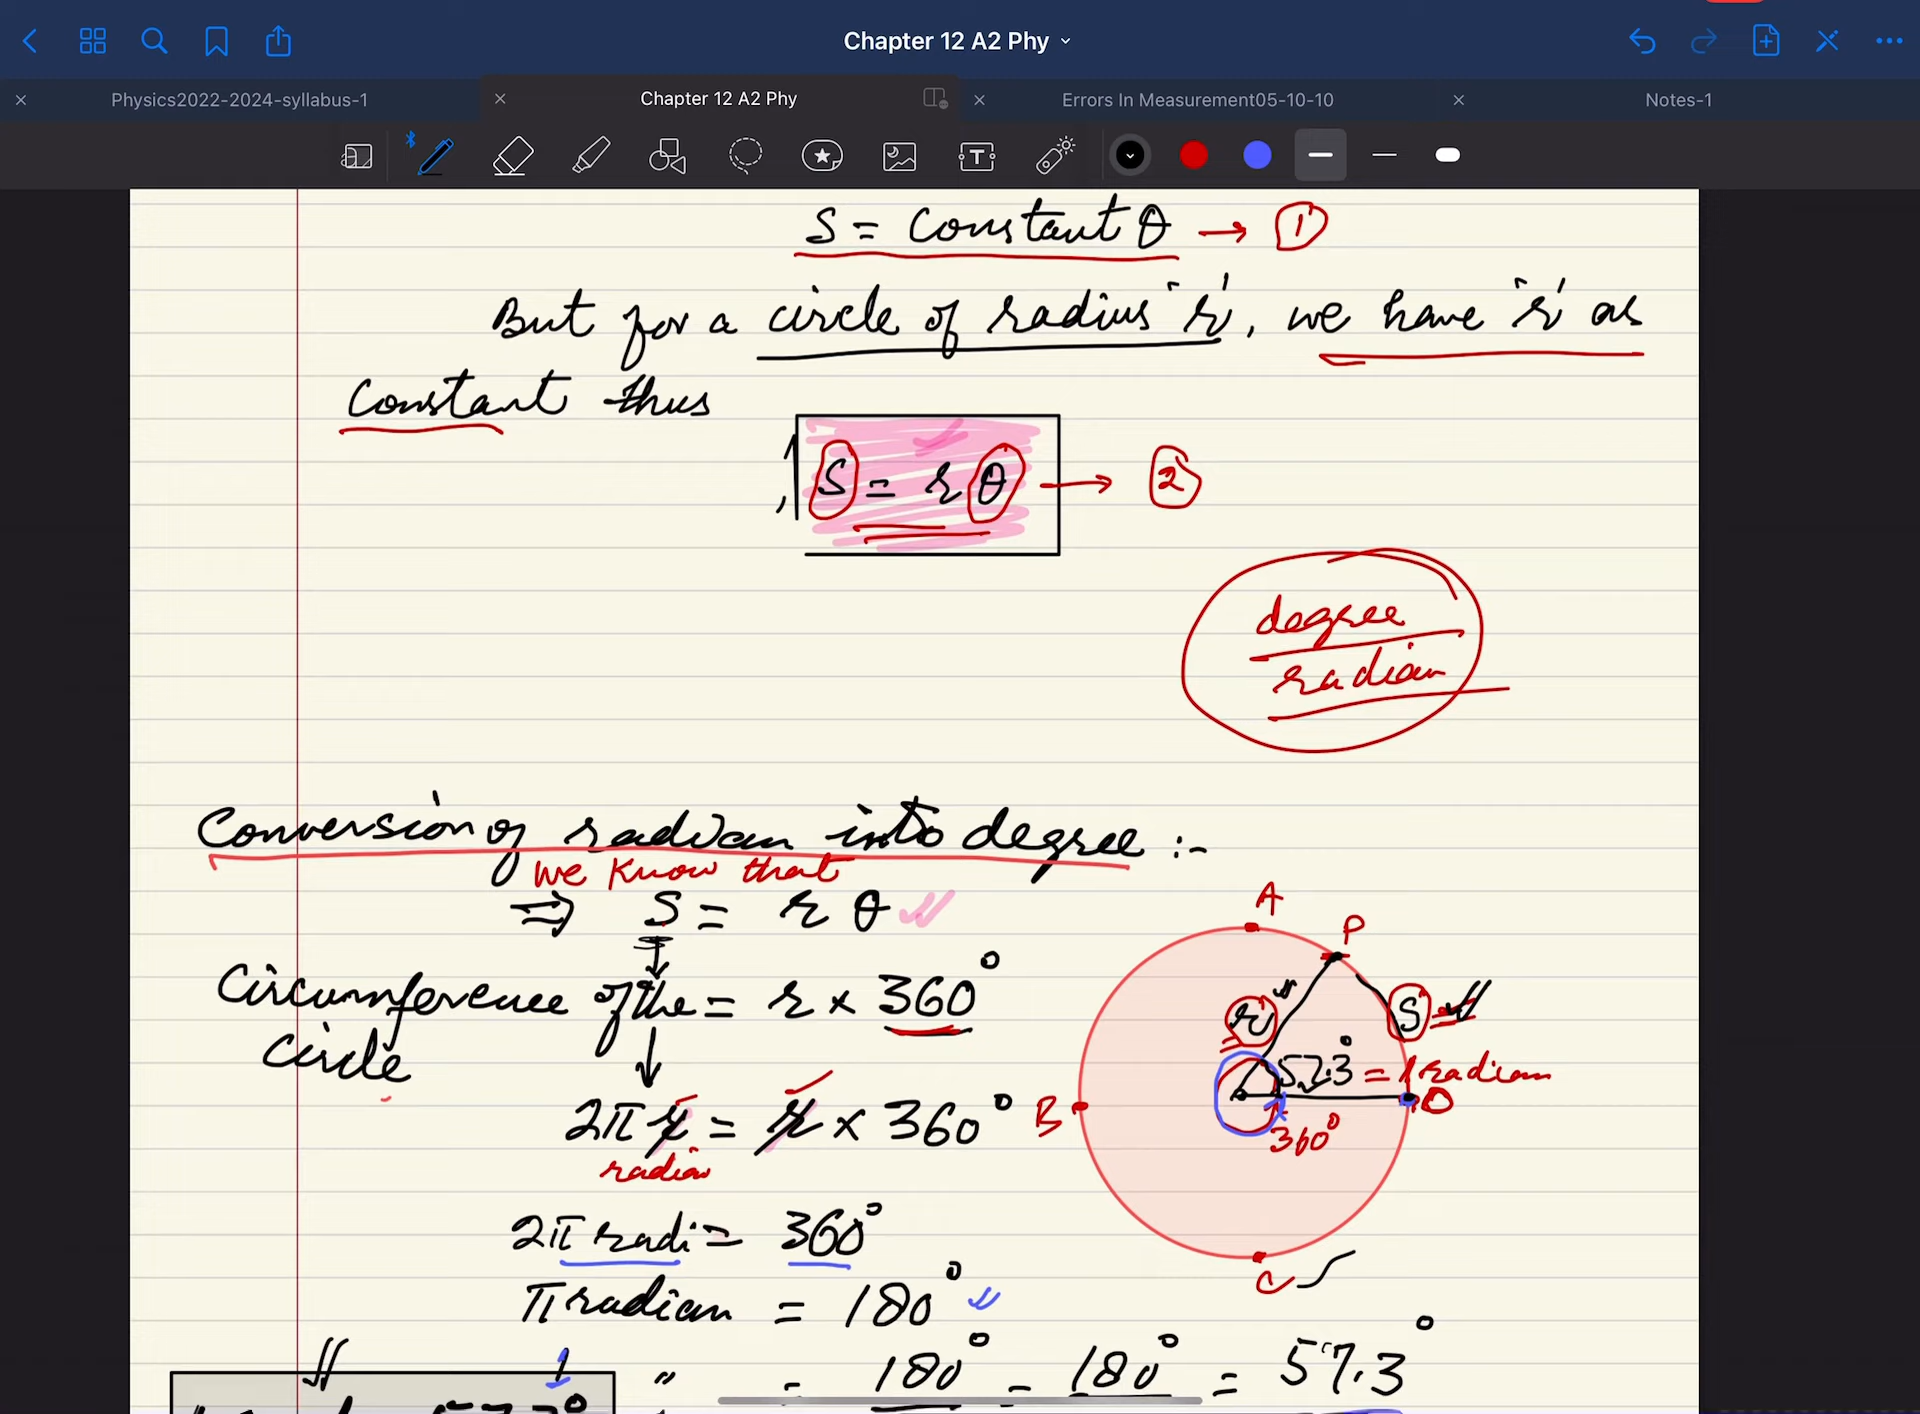 Chapter 12 A2 Phy
Physics2022-2024-syllabus-1
Chapter 12 A2 Phy
Errors In Measurement05-10-10
Notes-1
S = Constant θ → ①
But for a circle of radius 'r', we have 'r' as
Constant thus
S = r θ → ②
degree
radian
Conversion of radian into degree :-
we know that
⇒ S = r θ
Circumference of the = r × 360°
Circle
2π r = r × 360°
radian
2π radi = 360°
π radian = 180°
1 " = 180° = 180° = 57.3°
A
P
r
S
57.3° = 1 radian
B
O
360°
C